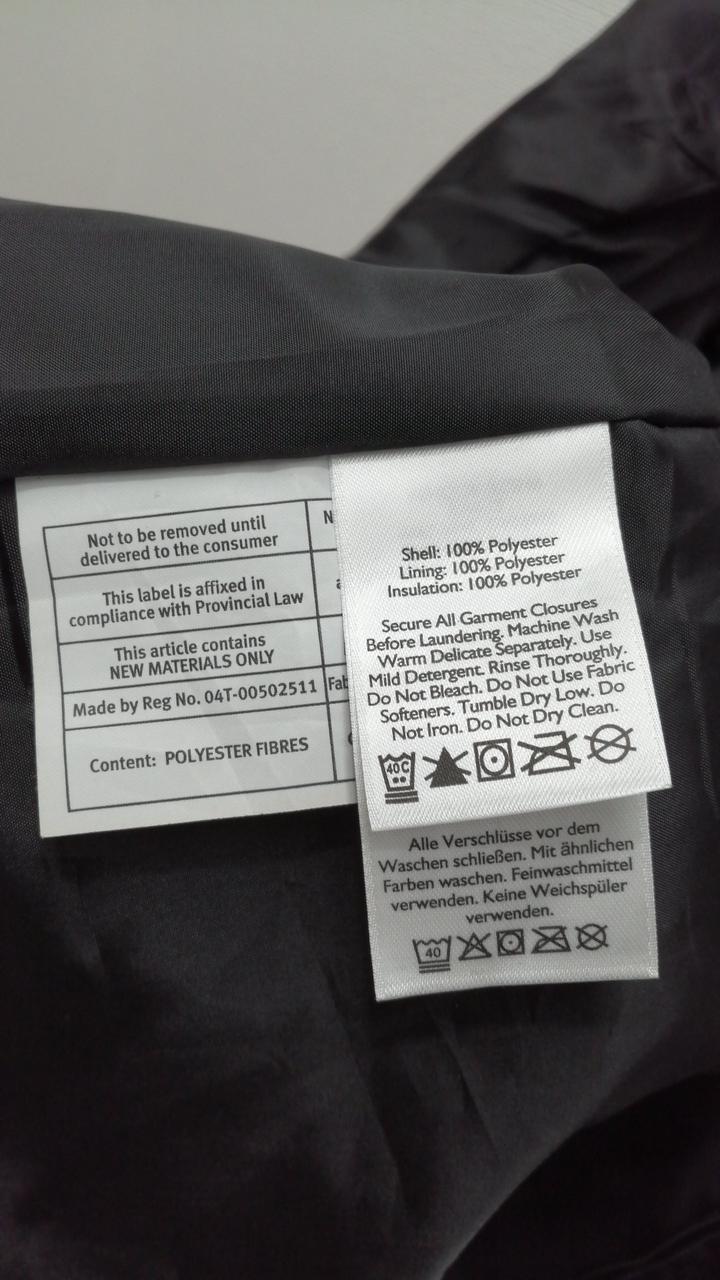 Not to be removed until
delivered to the consumer
This label is affixed in
compliance with Provincial Law
This article contains
NEW MATERIALS ONLY
Made by Reg No. 04T-00502511
Content: POLYESTER FIBRES
Shell: 100% Polyester
Lining: 100% Polyester
Insulation: 100% Polyester
Secure All Garment Closures
Before Laundering. Machine Wash
Warm Delicate Separately. Use
Mild Detergent. Rinse Thoroughly.
Do Not Bleach. Do Not Use Fabric
Softeners. Tumble Dry Low. Do
Not Iron. Do Not Dry Clean.
40C
Alle Verschlüsse vor dem
Waschen schließen. Mit ähnlichen
Farben waschen. Feinwaschmittel
verwenden. Keine Weichspüler
verwenden.
40